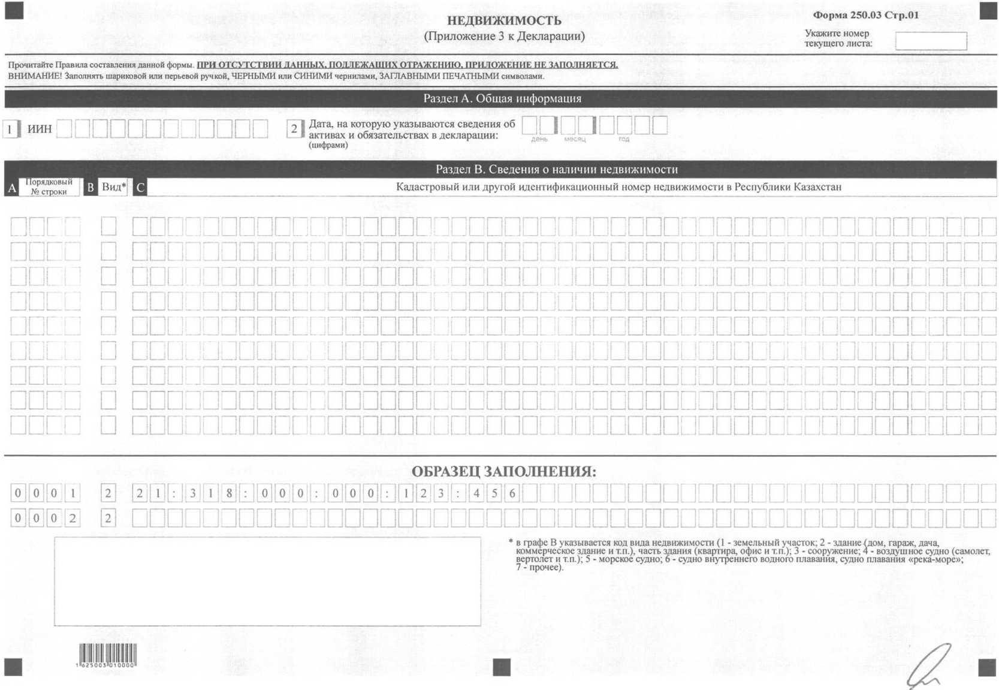 НЕДВИЖИМОСТЬ
(Приложение 3 к Декларации)
Форма 250.03 Стр.01
Укажите номер
текущего листа:
Прочитайте Правила составления данной формы. ПРИ ОТСУТСТВИИ ДАННЫХ, ПОДЛЕЖАЩИХ ОТРАЖЕНИЮ, ПРИЛОЖЕНИЕ НЕ ЗАПОЛНЯЕТСЯ.
ВНИМАНИЕ! Заполнять шариковой или перьевой ручкой, ЧЕРНЫМИ или СИНИМИ чернилами, ЗАГЛАВНЫМИ ПЕЧАТНЫМИ символами.
Раздел А. Общая информация
1 ИИН
2 Дата, на которую указываются сведения об
активах и обязательствах в декларации:
(цифрами)
день месяц год
Раздел В. Сведения о наличии недвижимости
A Порядковый
№ строки
B Вид*
C Кадастровый или другой идентификационный номер недвижимости в Республики Казахстан
ОБРАЗЕЦ ЗАПОЛНЕНИЯ:
0001 2 21:318:000:000:123:456
0002 2
* в графе В указывается код вида недвижимости (1 - земельный участок; 2 - здание (дом, гараж, дача,
коммерческое здание и т.п.), часть здания (квартира, офис и т.п.); 3 - сооружение; 4 - воздушное судно (самолет,
вертолет и т.п.); 5 - морское судно; 6 - судно внутреннего водного плавания, судно плавания «река-море»;
7 - прочее).
1 625003 010000